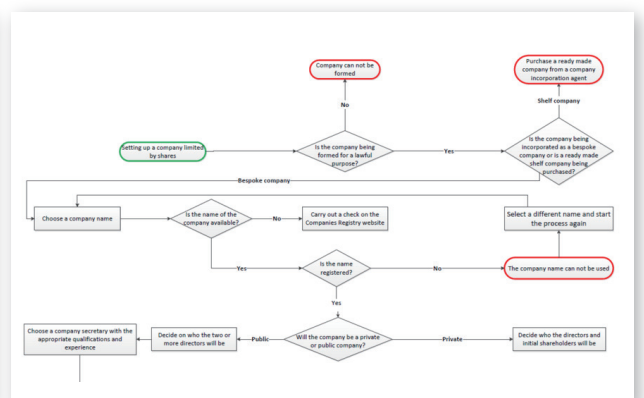 Company can not be
formed
Purchase a ready made
company from a company
incorporation agent
No
Shelf company
Setting up a company limited
by shares
Is the company being
formed for a lawful
purpose?
Yes
Is the company being
incorporated as a bespoke
company or is a ready made
shelf company being
purchased?
Bespoke company
Choose a company name
Is the name of the
company available?
No
Carry out a check on the
Companies Registry website
Select a different name and start
the process again
Yes
Is the name
registered?
No
The company name can not be used
Yes
Choose a company secretary with the
appropriate qualifications and
experience
Decide on who the two or
more directors will be
Public
Will the company be a private
or public company?
Private
Decide who the directors and
initial shareholders will be